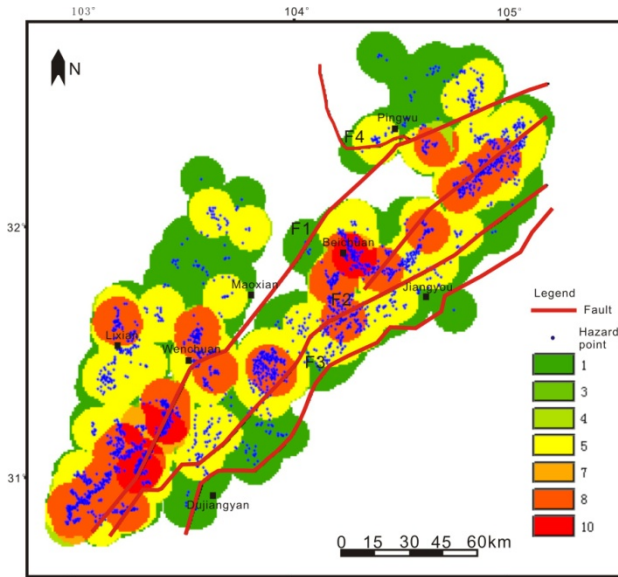 103° 104° 105°
N
Pingwu
F4
32°
F1
Beichuan
Maoxian
F2
Jiangyou
Lixian
Wenchuan
F3
31°
Dujiangyan
0 15 30 45 60km
Legend
Fault
Hazard
point
1
3
4
5
7
8
10